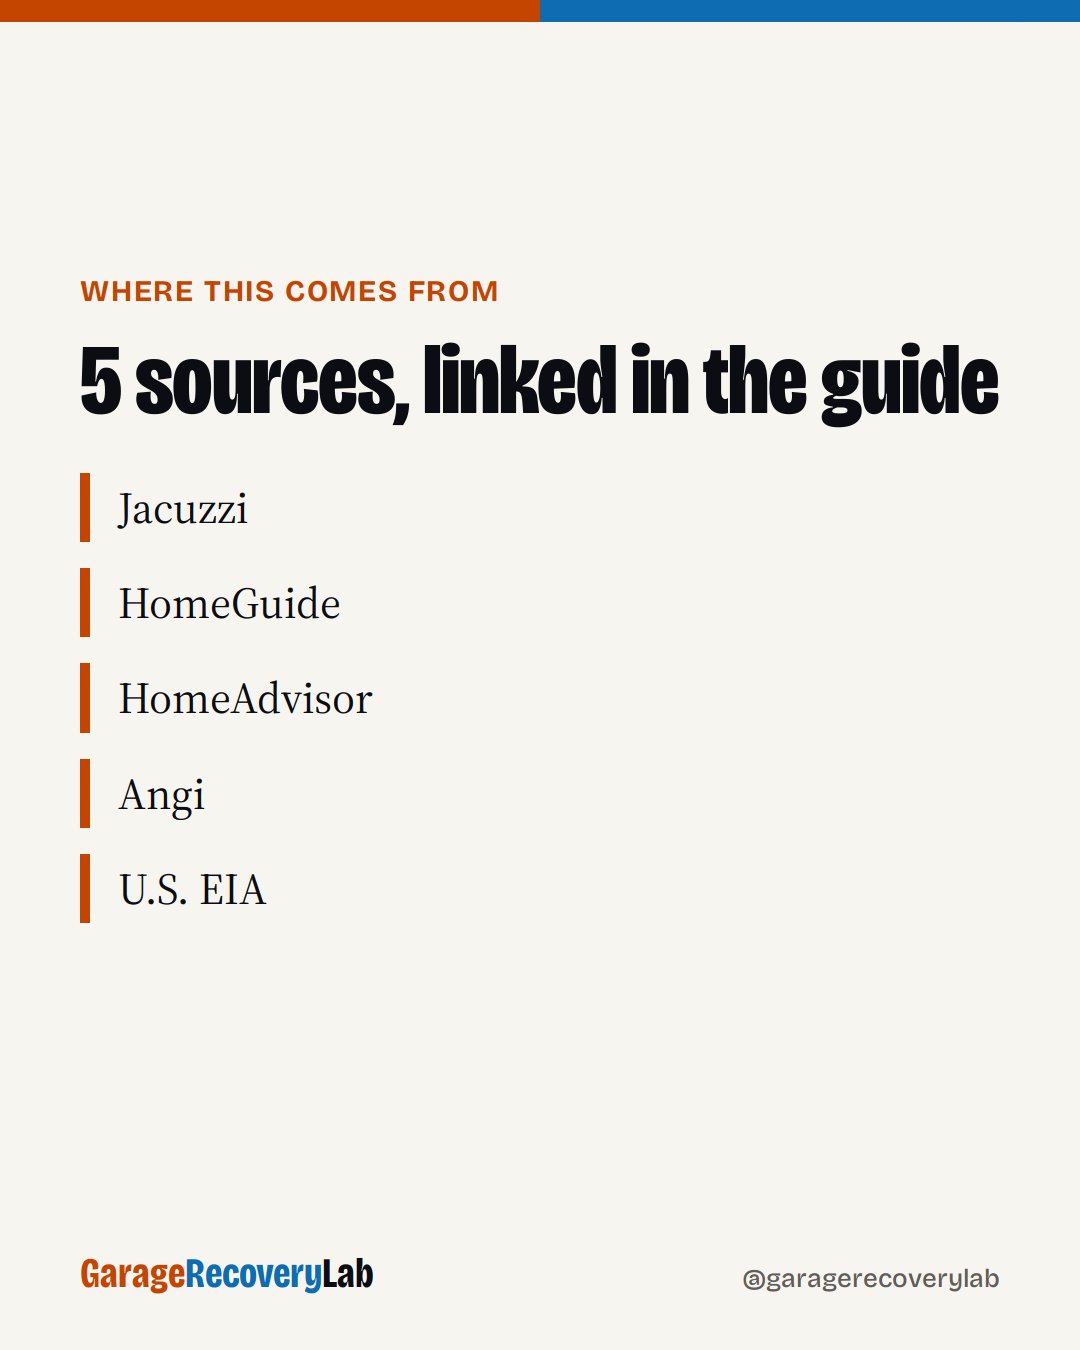 WHERE THIS COMES FROM
5 sources, linked in the guide
Jacuzzi
HomeGuide
HomeAdvisor
Angi
U.S. EIA
GarageRecoveryLab
@garagerecoverylab